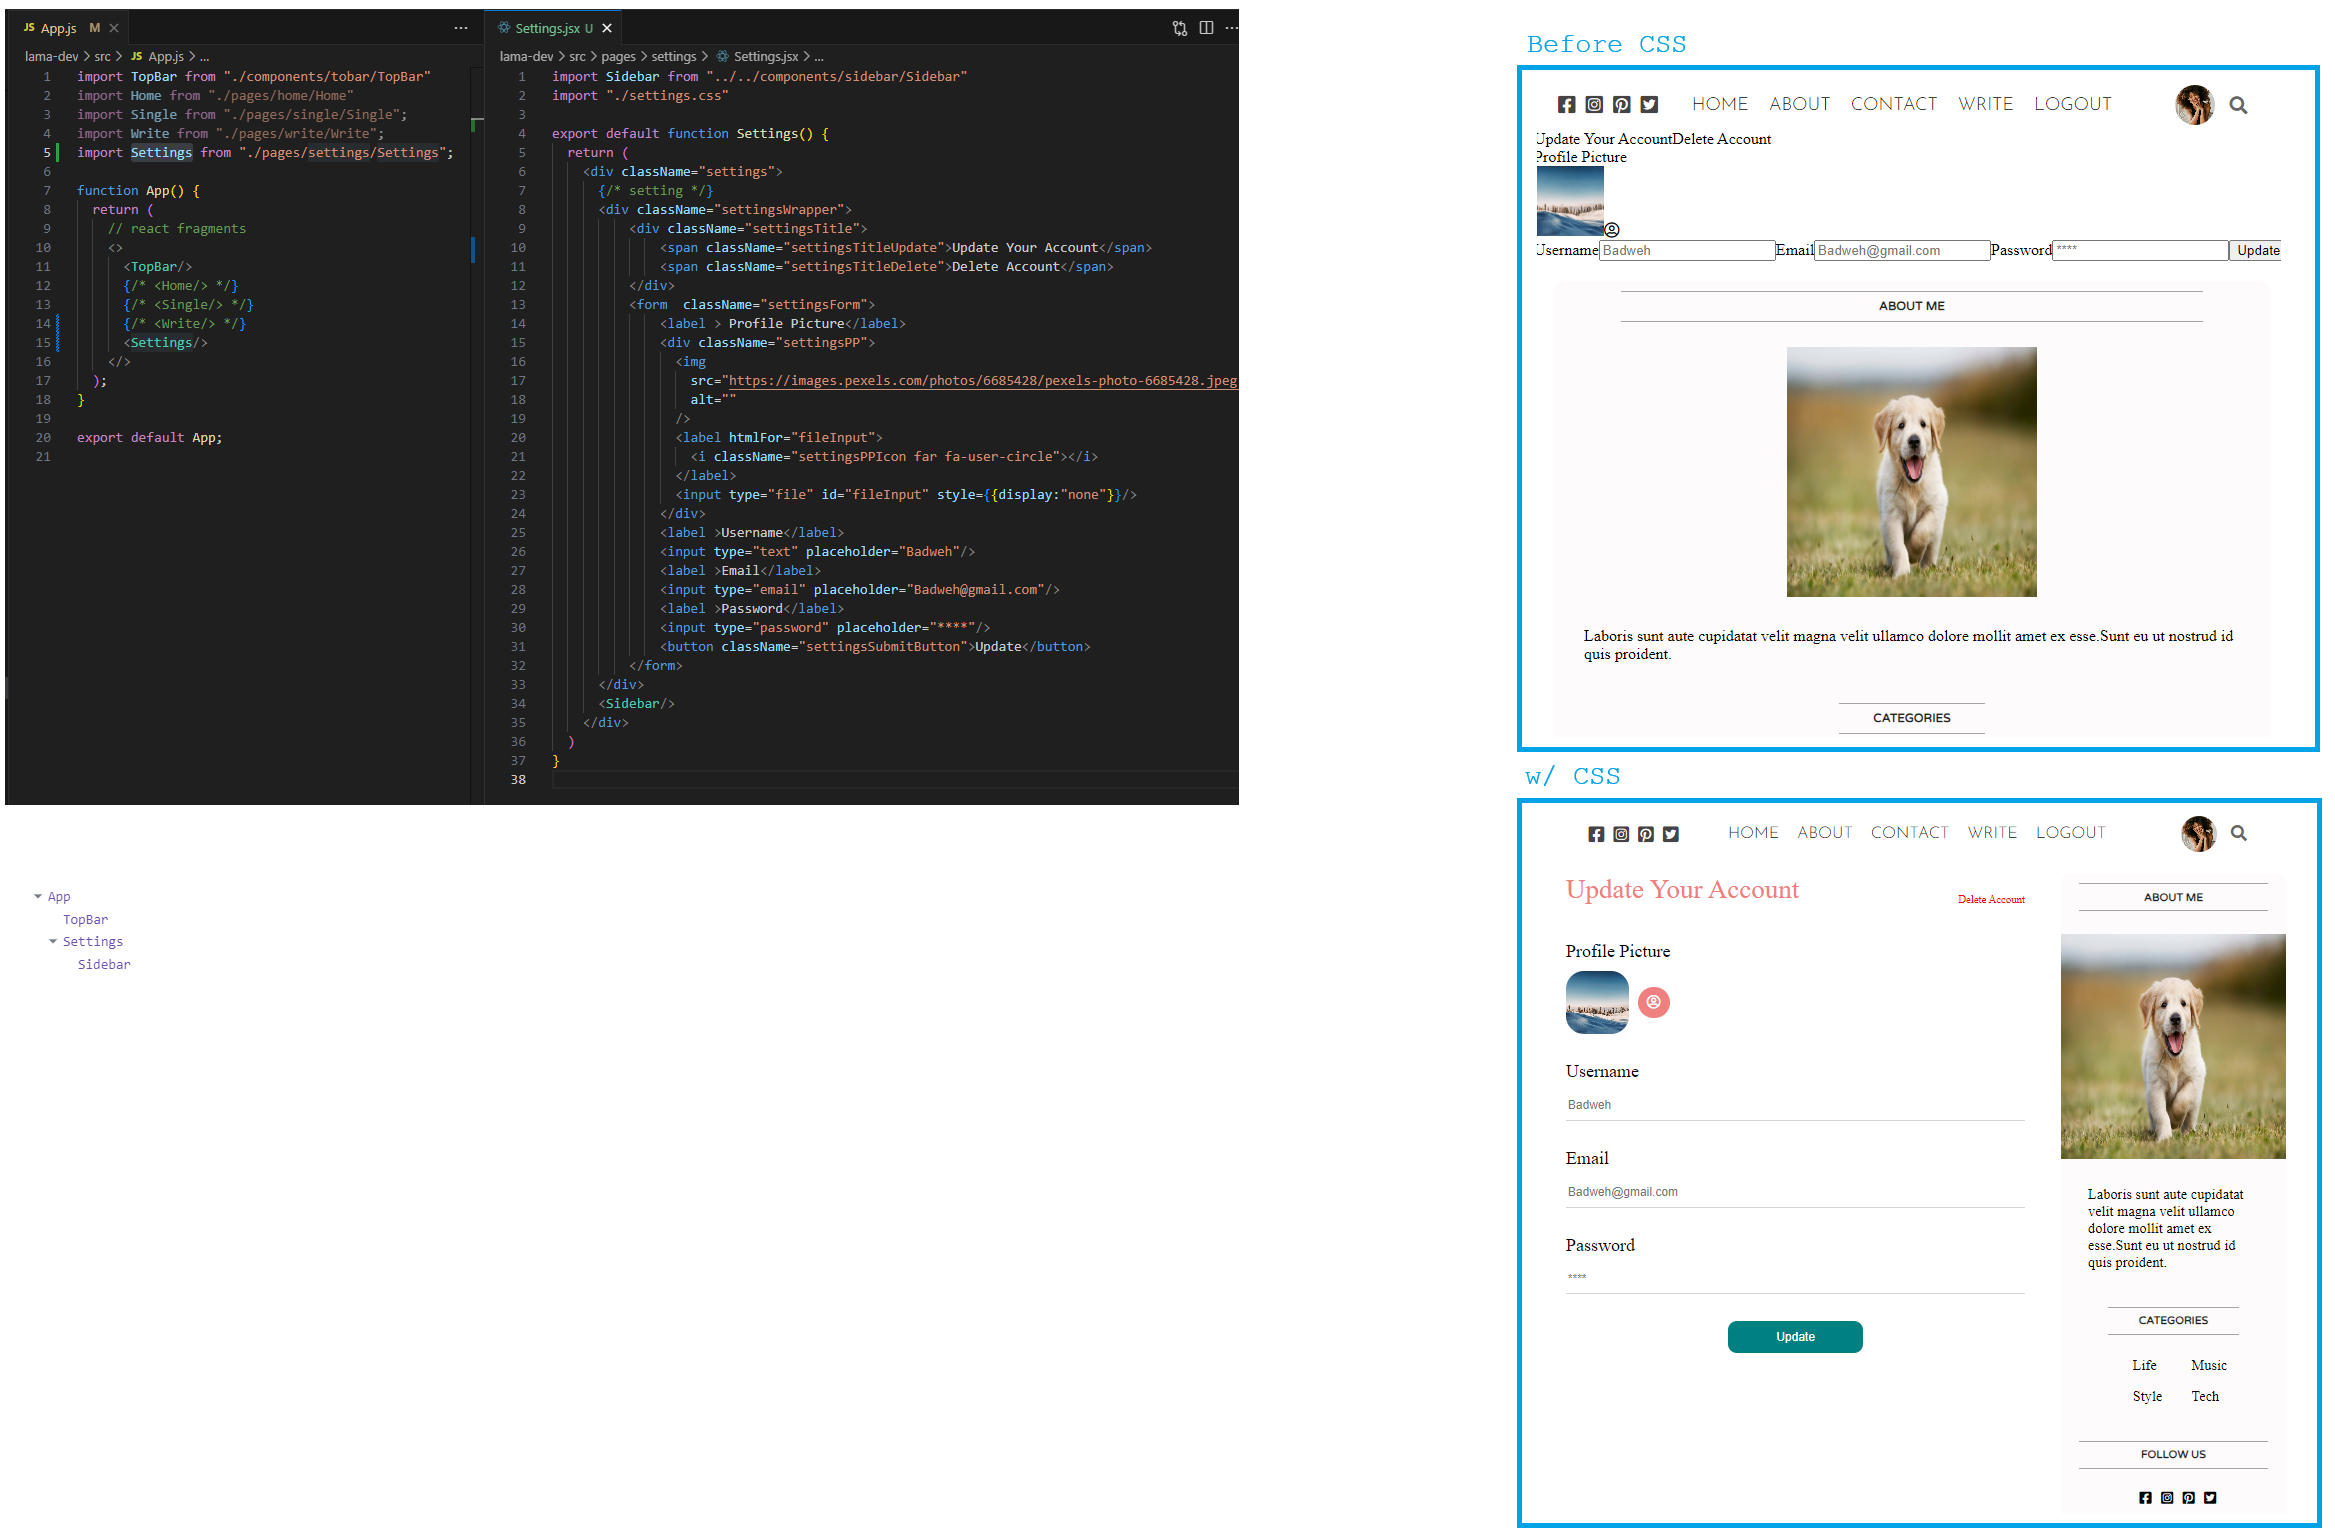 JS App.js M
lama-dev > src > JS App.js > ...
1 import TopBar from "./components/tobar/TopBar"
2 import Home from "./pages/home/Home"
3 import Single from "./pages/single/Single";
4 import Write from "./pages/write/Write";
5 import Settings from "./pages/settings/Settings";
6
7 function App() {
8 return (
9 // react fragments
10 <>
11 <TopBar/>
12 {/* <Home/> */}
13 {/* <Single/> */}
14 {/* <Write/> */}
15 <Settings/>
16 </>
17 );
18 }
19
20 export default App;
21
Settings.jsx U
lama-dev > src > pages > settings > Settings.jsx > ...
1 import Sidebar from "../../components/sidebar/Sidebar"
2 import "./settings.css"
3
4 export default function Settings() {
5 return (
6 <div className="settings">
7 {/* setting */}
8 <div className="settingsWrapper">
9 <div className="settingsTitle">
10 <span className="settingsTitleUpdate">Update Your Account</span>
11 <span className="settingsTitleDelete">Delete Account</span>
12 </div>
13 <form  className="settingsForm">
14 <label > Profile Picture</label>
15 <div className="settingsPP">
16 <img
17 src="https://images.pexels.com/photos/6685428/pexels-photo-6685428.jpeg
18 alt=""
19 />
20 <label htmlFor="fileInput">
21 <i className="settingsPPIcon far fa-user-circle"></i>
22 </label>
23 <input type="file" id="fileInput" style={{display:"none"}}/>
24 </div>
25 <label >Username</label>
26 <input type="text" placeholder="Badweh"/>
27 <label >Email</label>
28 <input type="email" placeholder="Badweh@gmail.com"/>
29 <label >Password</label>
30 <input type="password" placeholder="****"/>
31 <button className="settingsSubmitButton">Update</button>
32 </form>
33 </div>
34 <Sidebar/>
35 </div>
36 )
37 }
38
App
TopBar
Settings
Sidebar
Before CSS
HOME ABOUT CONTACT WRITE LOGOUT
Update Your AccountDelete Account
Profile Picture
Username Badweh Email Badweh@gmail.com Password **** Update
ABOUT ME
Laboris sunt aute cupidatat velit magna velit ullamco dolore mollit amet ex esse.Sunt eu ut nostrud id
quis proident.
CATEGORIES
w/ CSS
HOME ABOUT CONTACT WRITE LOGOUT
Update Your Account
Delete Account
Profile Picture
Username
Badweh
Email
Badweh@gmail.com
Password
****
Update
ABOUT ME
Laboris sunt aute cupidatat
velit magna velit ullamco
dolore mollit amet ex
esse.Sunt eu ut nostrud id
quis proident.
CATEGORIES
Life Music
Style Tech
FOLLOW US